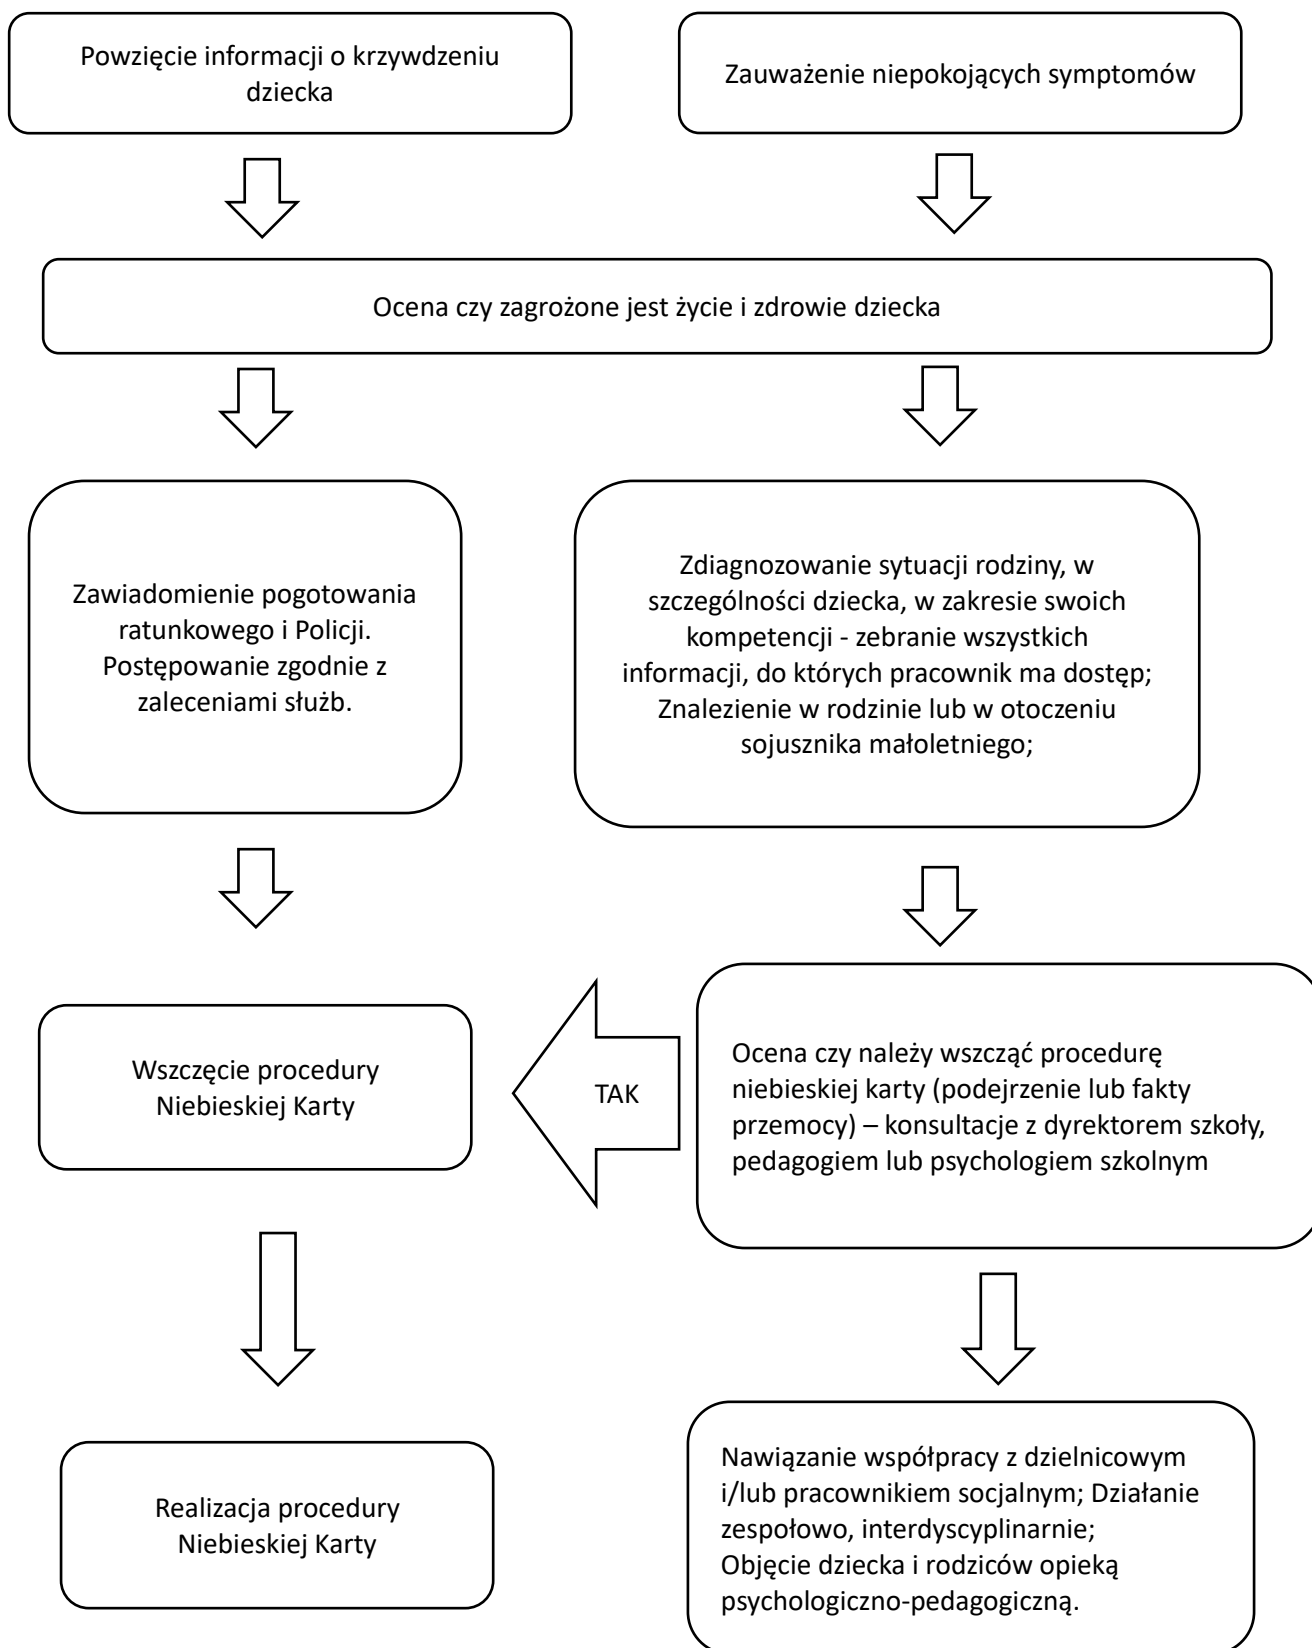 Powzięcie informacji o krzywdzeniu
dziecka
Zauważenie niepokojących symptomów
Ocena czy zagrożone jest życie i zdrowie dziecka
Zawiadomienie pogotowania
ratunkowego i Policji.
Postępowanie zgodnie z
zaleceniami służb.
Zdiagnozowanie sytuacji rodziny, w
szczególności dziecka, w zakresie swoich
kompetencji - zebranie wszystkich
informacji, do których pracownik ma dostęp;
Znalezienie w rodzinie lub w otoczeniu
sojusznika małoletniego;
Wszczęcie procedury
Niebieskiej Karty
TAK
Ocena czy należy wszcząć procedurę
niebieskiej karty (podejrzenie lub fakty
przemocy) – konsultacje z dyrektorem szkoły,
pedagogiem lub psychologiem szkolnym
Realizacja procedury
Niebieskiej Karty
Nawiązanie współpracy z dzielnicowym
i/lub pracownikiem socjalnym; Działanie
zespołowo, interdyscyplinarnie;
Objęcie dziecka i rodziców opieką
psychologiczno-pedagogiczną.